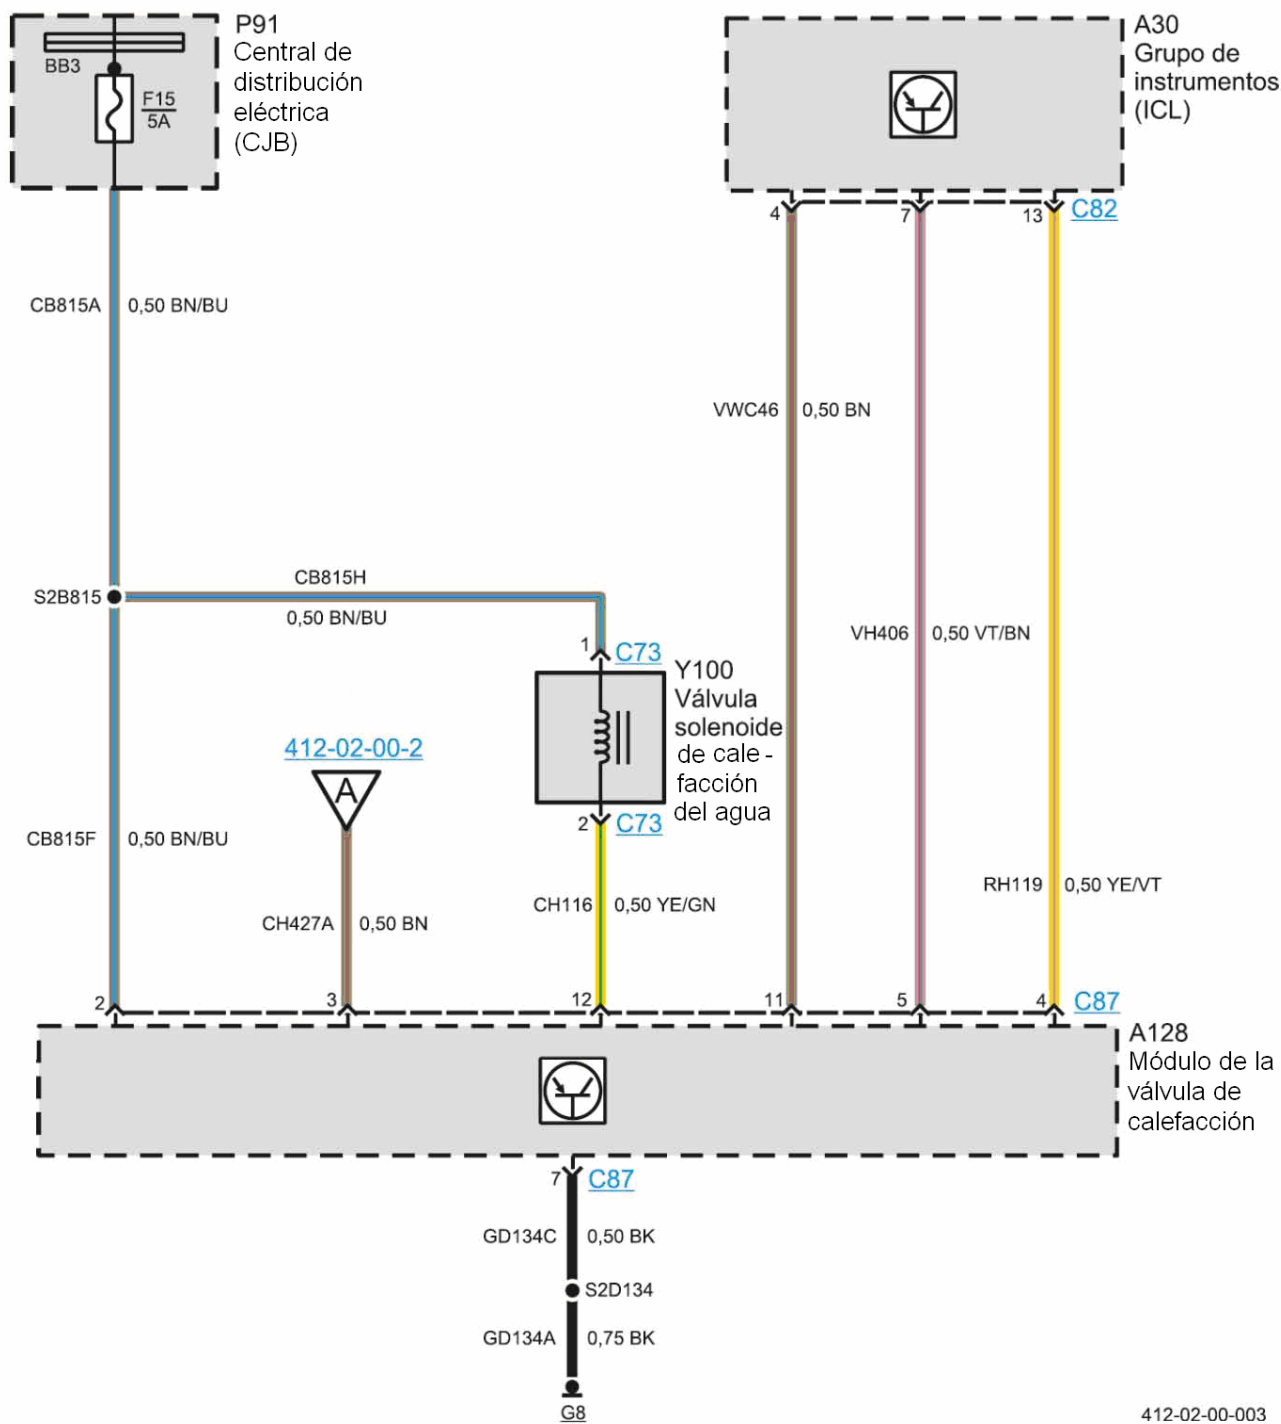 P91
Central de
distribución
eléctrica
(CJB)
BB3
F15
5A
A30
Grupo de
instrumentos
(ICL)
4
7
13
C82
CB815A
0,50 BN/BU
VWC46
0,50 BN
CB815H
S2B815
0,50 BN/BU
VH406
0,50 VT/BN
1
C73
Y100
Válvula
solenoide
de cale -
facción
del agua
412-02-00-2
A
2
C73
CB815F
0,50 BN/BU
RH119
0,50 YE/VT
CH116
0,50 YE/GN
CH427A
0,50 BN
2
3
12
11
5
4
C87
A128
Módulo de la
válvula de
calefacción
7
C87
GD134C
0,50 BK
S2D134
GD134A
0,75 BK
G8
412-02-00-003